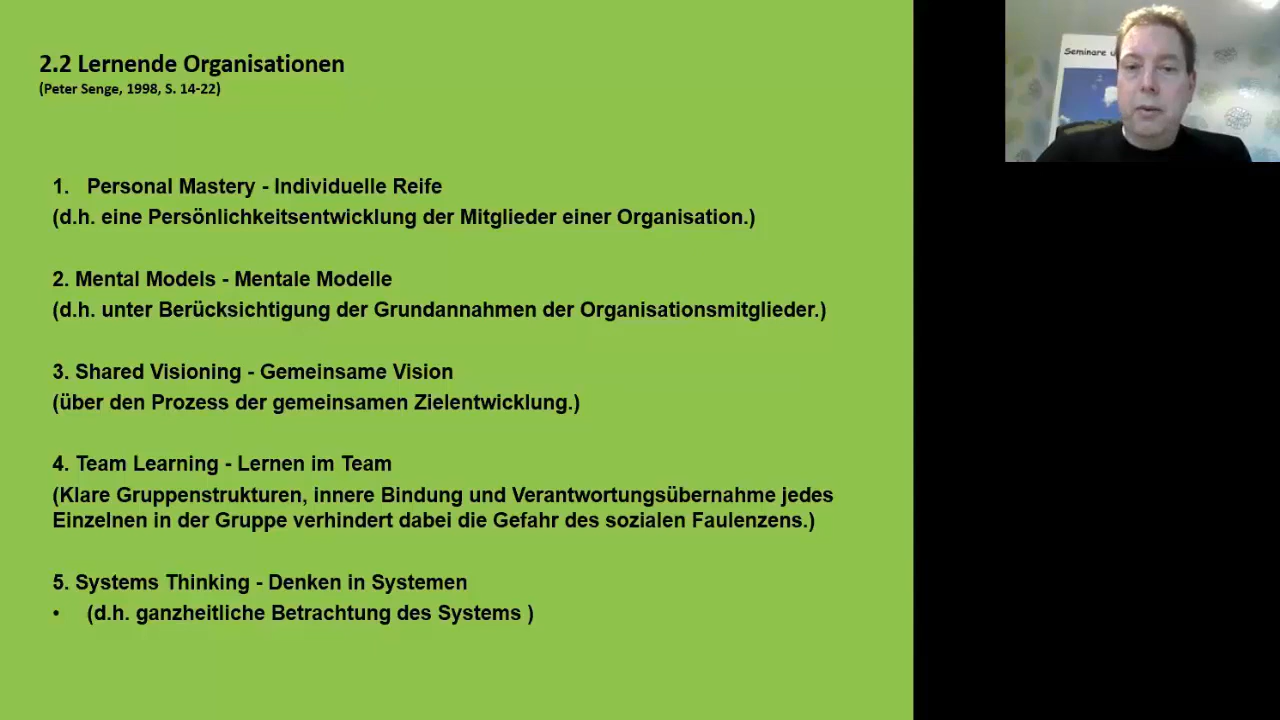 2.2 Lernende Organisationen
(Peter Senge, 1998, S. 14-22)
1. Personal Mastery - Individuelle Reife
(d.h. eine Persönlichkeitsentwicklung der Mitglieder einer Organisation.)
2. Mental Models - Mentale Modelle
(d.h. unter Berücksichtigung der Grundannahmen der Organisationsmitglieder.)
3. Shared Visioning - Gemeinsame Vision
(über den Prozess der gemeinsamen Zielentwicklung.)
4. Team Learning - Lernen im Team
(Klare Gruppenstrukturen, innere Bindung und Verantwortungsübernahme jedes
Einzelnen in der Gruppe verhindert dabei die Gefahr des sozialen Faulenzens.)
5. Systems Thinking - Denken in Systemen
• (d.h. ganzheitliche Betrachtung des Systems )
Seminare